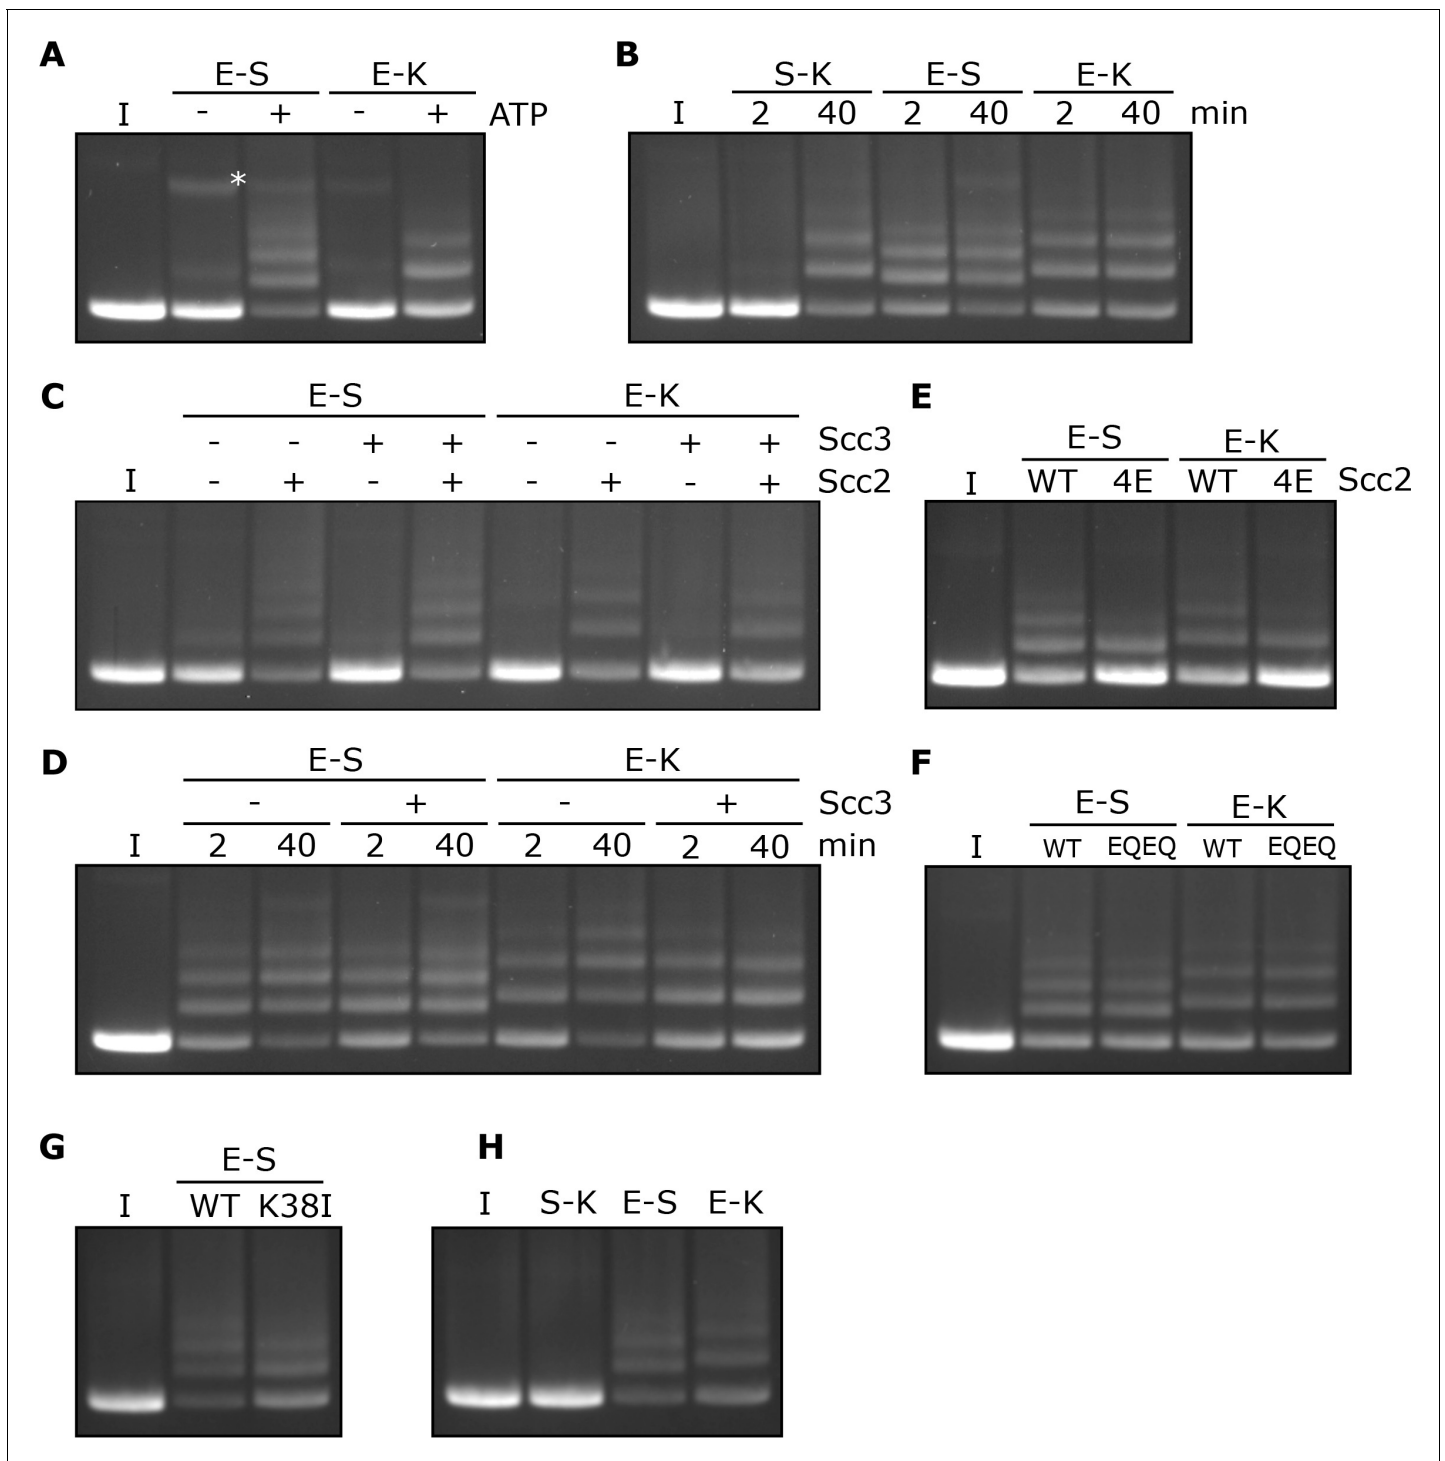 A
E-S E-K
I - + - + ATP
*
B
S-K E-S E-K
I 2 40 2 40 2 40 min
C
E-S E-K
- - + + - - + + Scc3
I - + - + - + - + Scc2
E
E-S E-K
I WT 4E WT 4E Scc2
D
E-S E-K
- + - + Scc3
I 2 40 2 40 2 40 2 40 min
F
E-S E-K
I WT EQEQ WT EQEQ
G
E-S
I WT K38I
H
I S-K E-S E-K